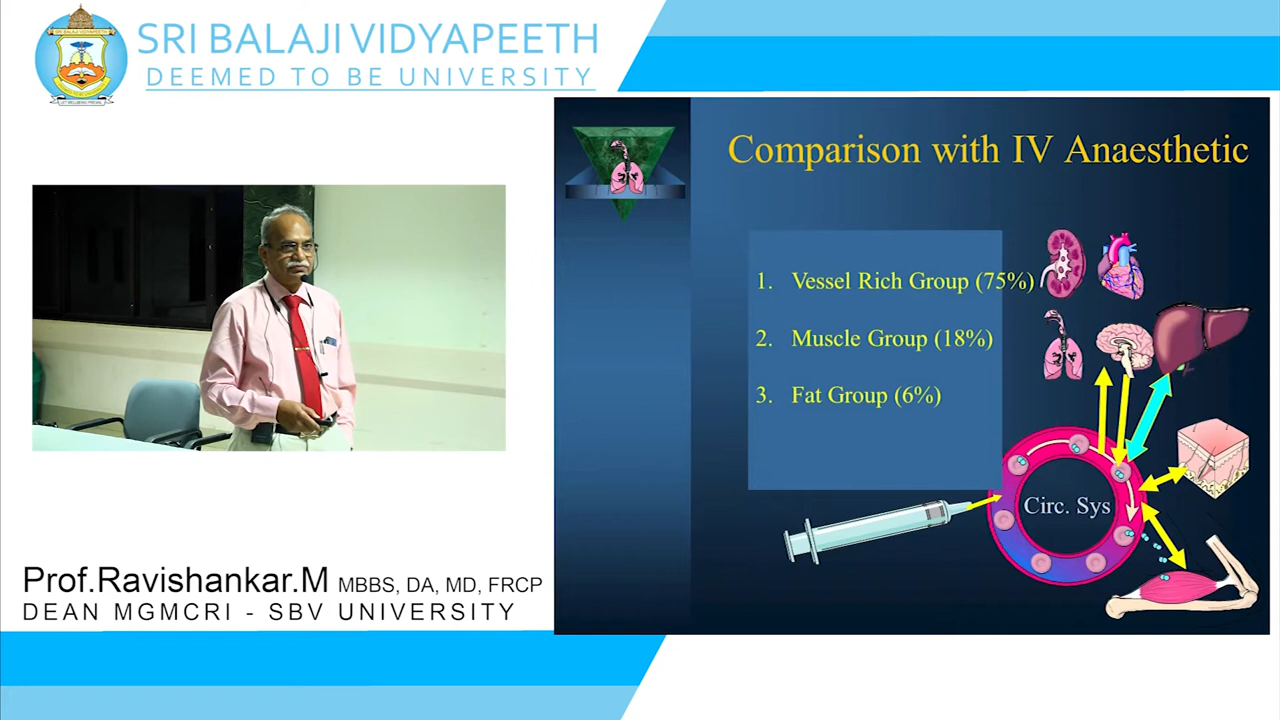 SRI BALAJI VIDYAPEETH
DEEMED TO BE UNIVERSITY
Comparison with IV Anaesthetic
1. Vessel Rich Group (75%)
2. Muscle Group (18%)
3. Fat Group (6%)
Circ. Sys
Prof.Ravishankar.M MBBS, DA, MD, FRCP
DEAN MGMCRI - SBV UNIVERSITY